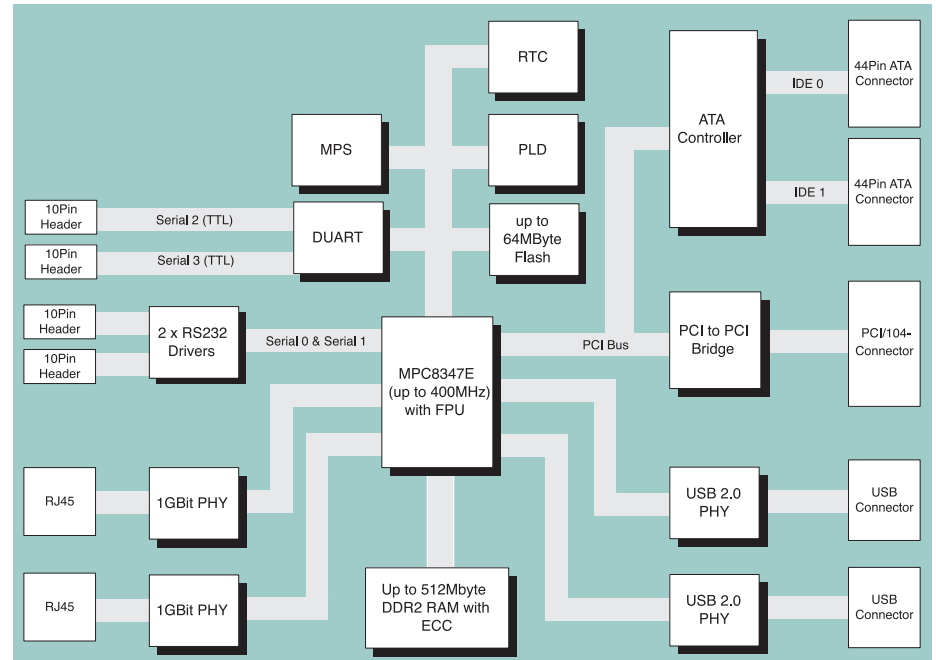 RTC
44Pin ATA
Connector
IDE 0
ATA
Controller
MPS
PLD
44Pin ATA
Connector
IDE 1
10Pin
Header
Serial 2 (TTL)
DUART
up to
64MByte
Flash
10Pin
Header
Serial 3 (TTL)
10Pin
Header
2 x RS232
Drivers
Serial 0 & Serial 1
10Pin
Header
MPC8347E
(up to 400MHz)
with FPU
PCI Bus
PCI to PCI
Bridge
PCI/104-
Connector
RJ45
1GBit PHY
USB 2.0
PHY
USB
Connector
RJ45
1GBit PHY
Up to 512Mbyte
DDR2 RAM with
ECC
USB 2.0
PHY
USB
Connector